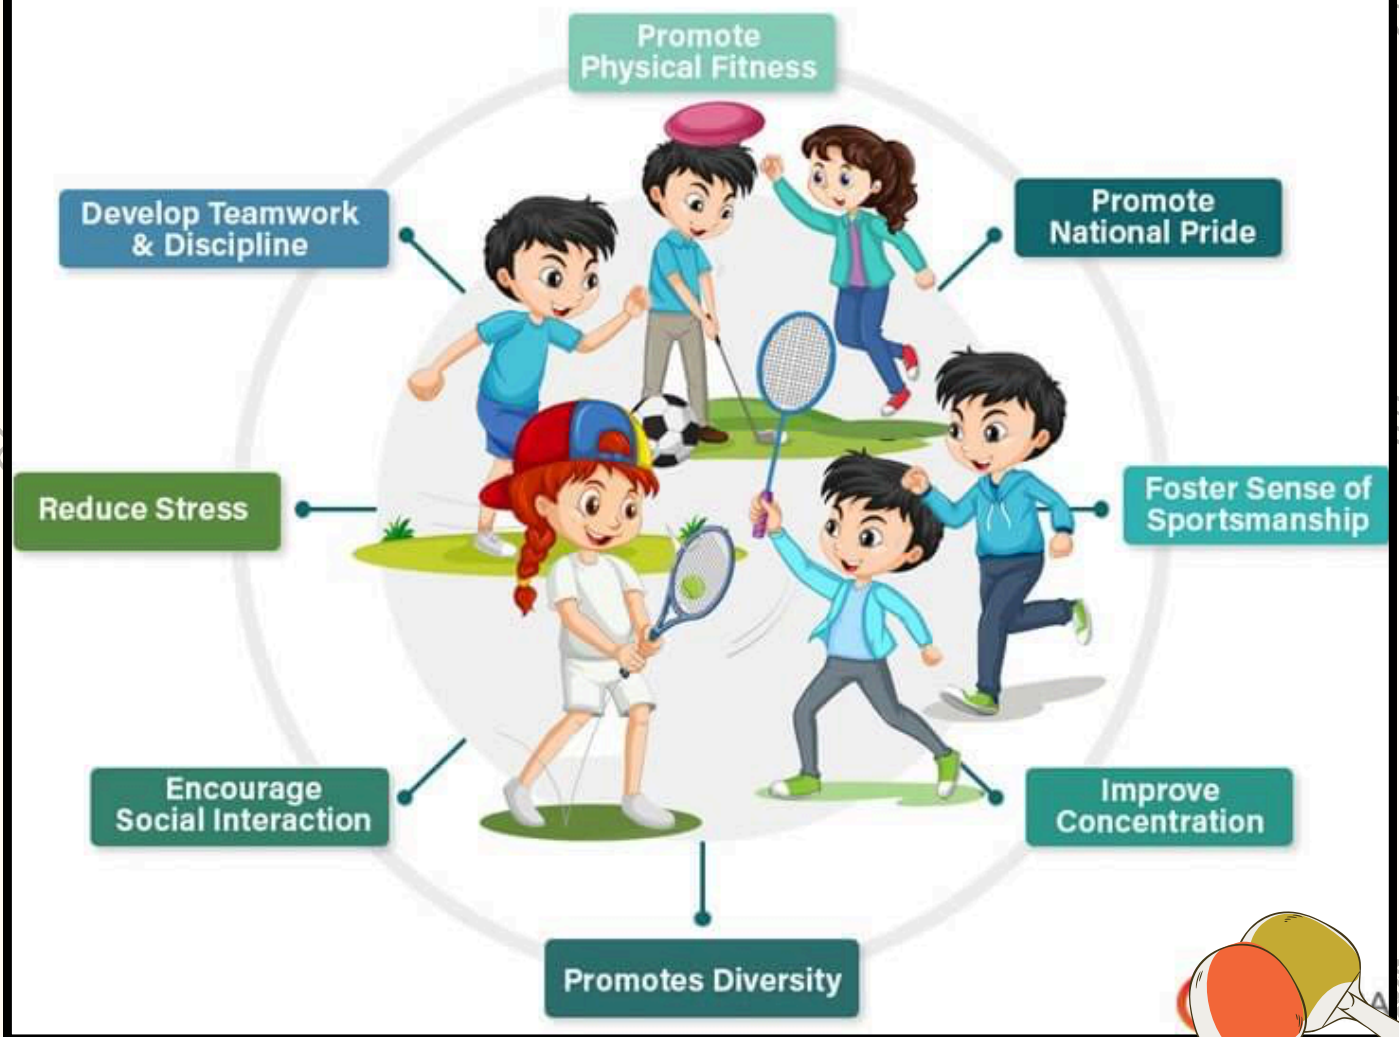 Promote
Physical Fitness
Develop Teamwork
& Discipline
Promote
National Pride
Reduce Stress
Foster Sense of
Sportsmanship
Encourage
Social Interaction
Improve
Concentration
Promotes Diversity
A